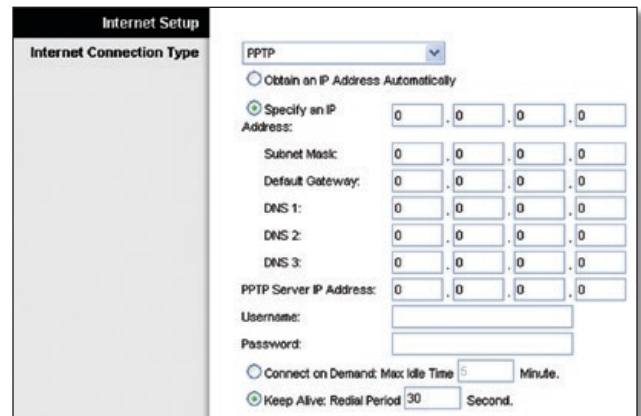 Internet Setup
Internet Connection Type
PPTP
Obtain an IP Address Automatically
Specify an IP Address: 0 . 0 . 0 . 0
Subnet Mask: 0 . 0 . 0 . 0
Default Gateway: 0 . 0 . 0 . 0
DNS 1: 0 . 0 . 0 . 0
DNS 2: 0 . 0 . 0 . 0
DNS 3: 0 . 0 . 0 . 0
PPTP Server IP Address: 0 . 0 . 0 . 0
Username:
Password:
Connect on Demand: Max Idle Time 5 Minute.
Keep Alive: Redial Period 30 Second.